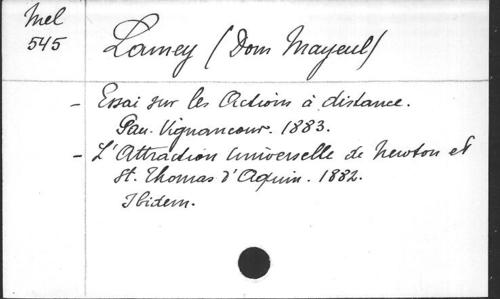 Mel
545
Lamey (Dom Mayeul)
- Essai sur les Actions à distance.
Pau. Vignancour. 1883.
- L'Attraction universelle de Newton et
St. Thomas d'Aquin. 1882.
Ibidem.